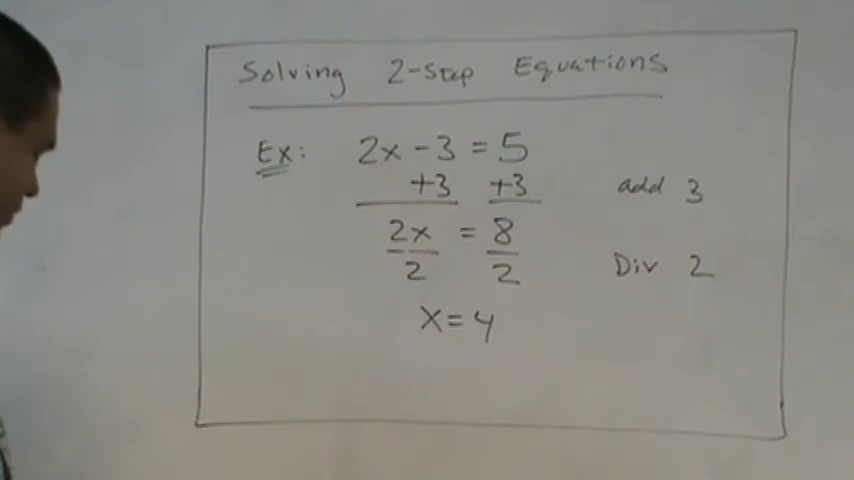 Solving 2-Step Equations
Ex: 2x - 3 = 5
+3 +3 add 3
2x = 8
2 2 Div 2
x = 4